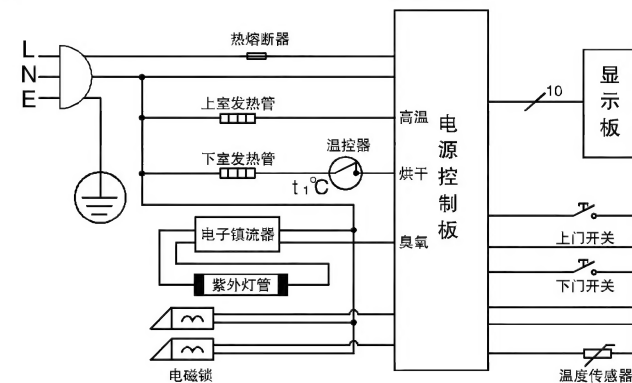 L
N
E
热熔断器
上室发热管
高温
下室发热管
温控器
t₁℃
烘干
电子镇流器
臭氧
紫外灯管
电磁锁
电源控制板
10
显示板
上门开关
下门开关
温度传感器